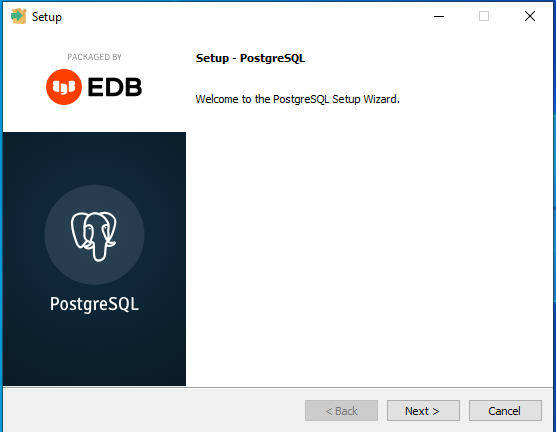 Setup
PACKAGED BY
EDB
Setup - PostgreSQL
Welcome to the PostgreSQL Setup Wizard.
PostgreSQL
< Back
Next >
Cancel